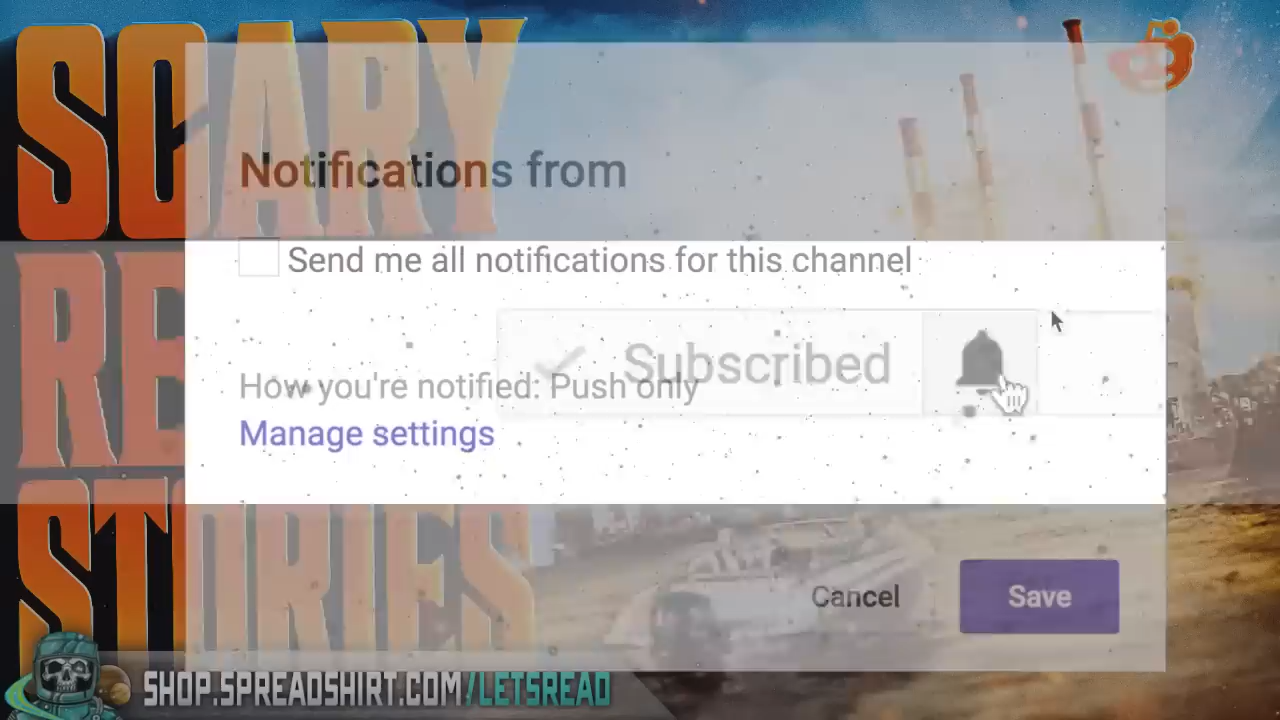 SCARY
RE
STORIES
Notifications from
Send me all notifications for this channel
Subscribed
How you're notified: Push only
Manage settings
Cancel
Save
SHOP.SPREADSHIRT.COM/LETSREAD